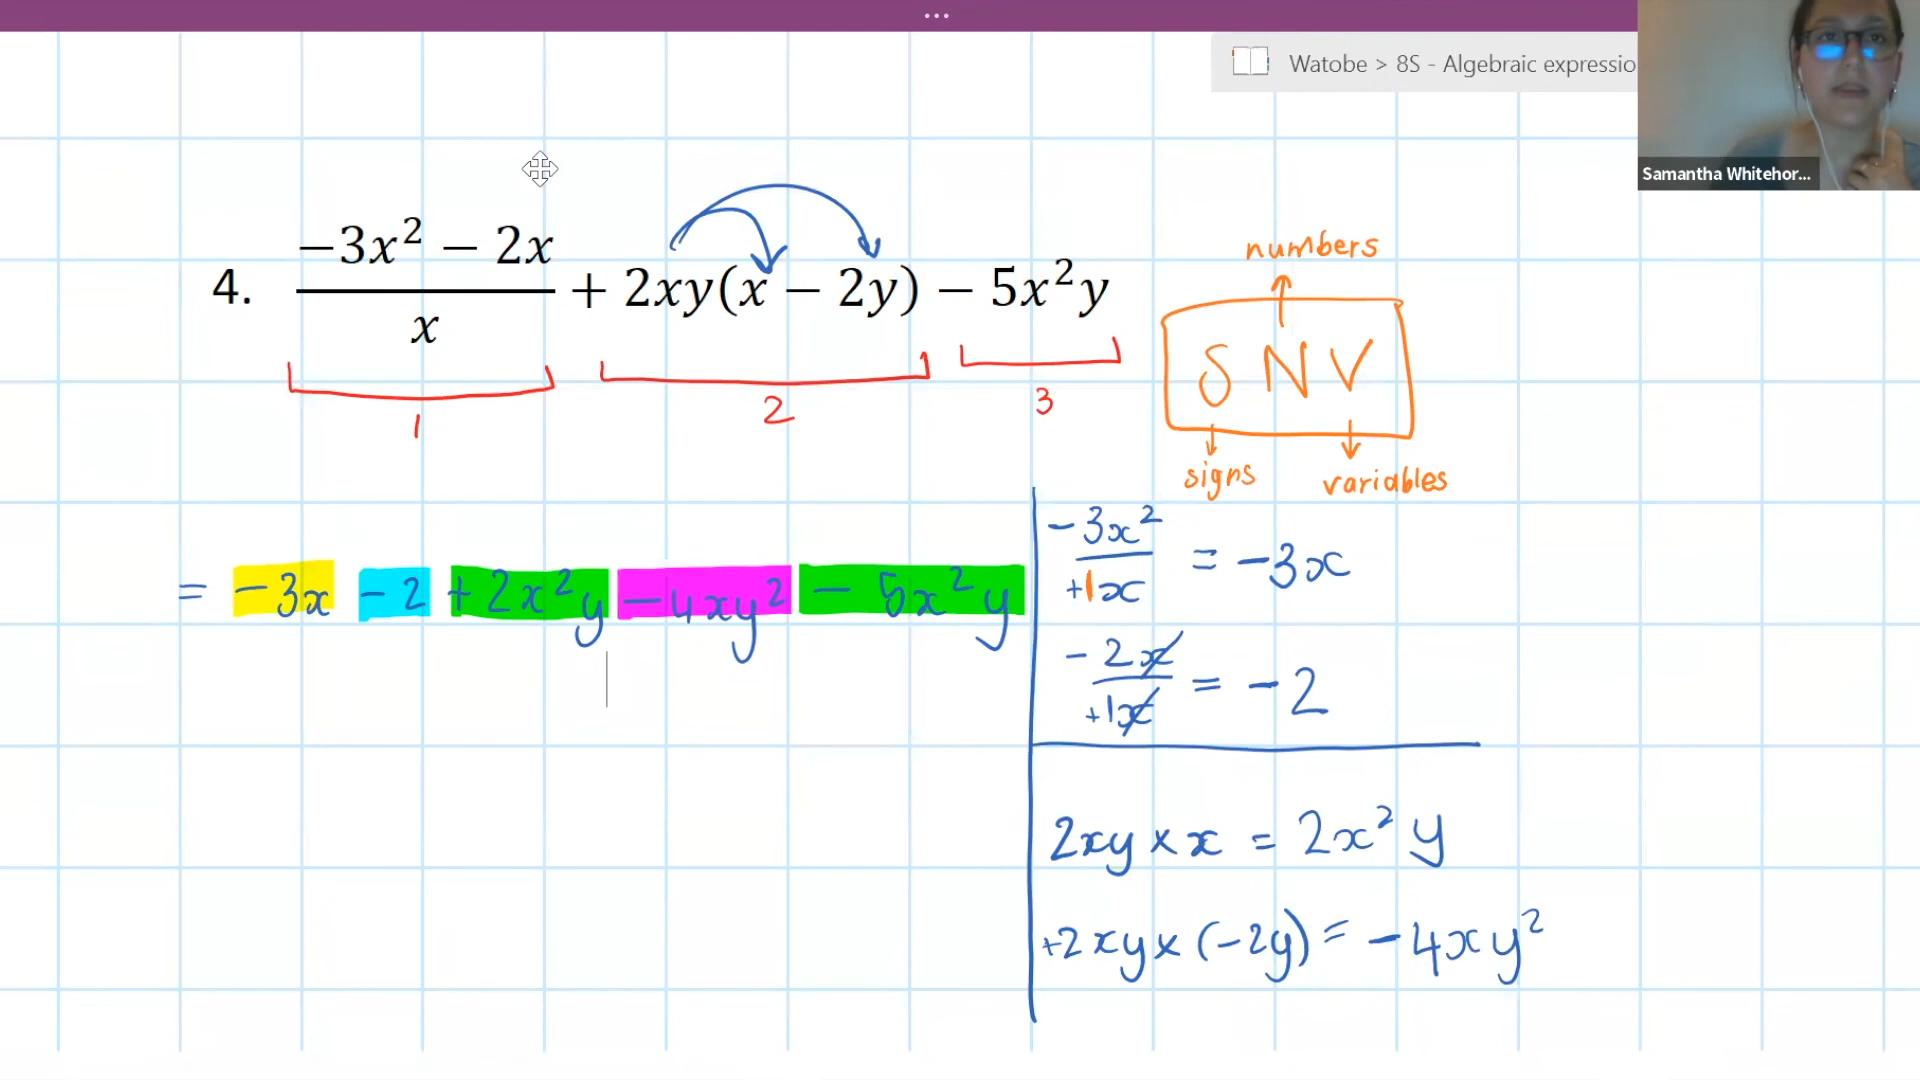 ...
Watobe > 8S - Algebraic expressio
Samantha Whitehor...
4. (-3x² - 2x)/x + 2xy(x - 2y) - 5x²y
1 2 3
numbers
S N V
signs variables
= -3x -2 +2x²y -4xy² - 5x²y
-3x²/+1x = -3x
-2x/+1x = -2
2xy × x = 2x² y
+2xy × (-2y) = -4xy²